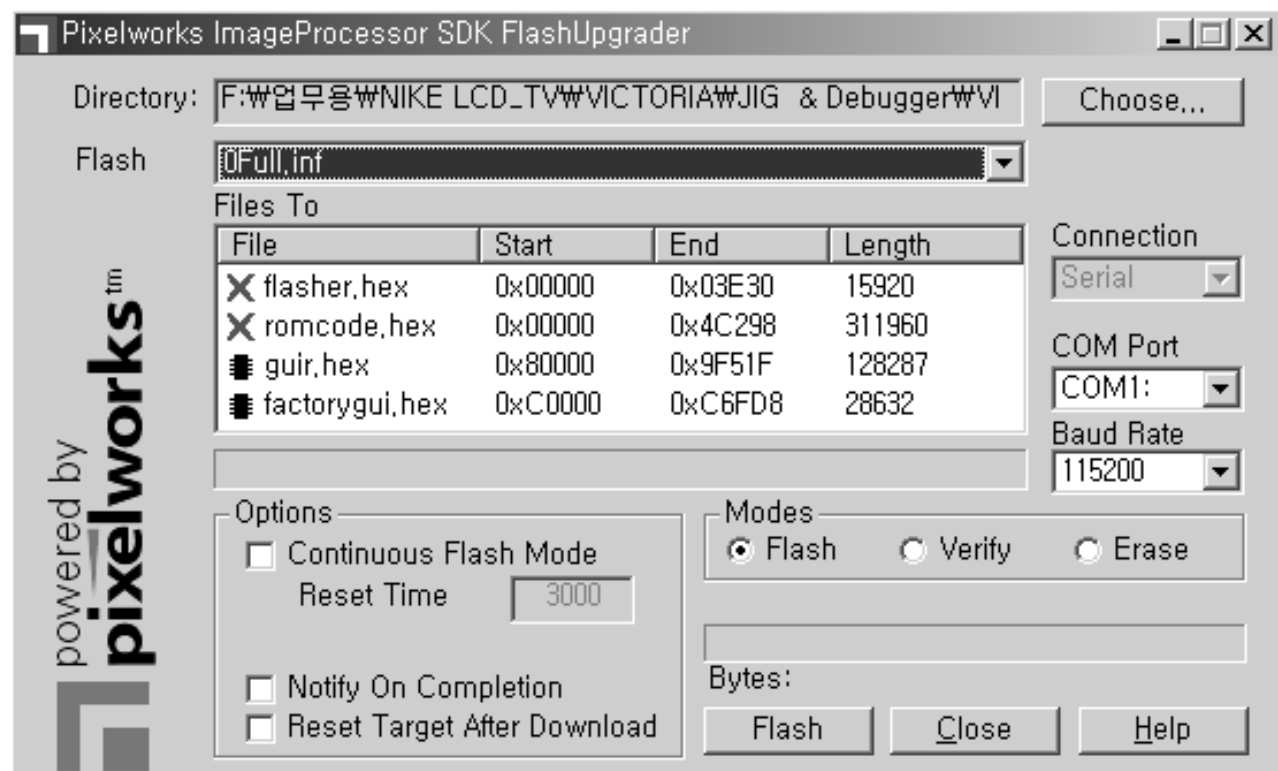 Pixelworks ImageProcessor SDK FlashUpgrader
Directory: F:₩업무용₩NIKE LCD_TV₩VICTORIA₩JIG & Debugger₩VI Choose...
Flash 0Full.inf
Files To
File Start End Length
flasher.hex 0x00000 0x03E30 15920
romcode.hex 0x00000 0x4C298 311960
guir.hex 0x80000 0x9F51F 128287
factorygui.hex 0xC0000 0xC6FD8 28632
Connection
Serial
COM Port
COM1:
Baud Rate
115200
Options
Continuous Flash Mode
Reset Time 3000
Notify On Completion
Reset Target After Download
Modes
Flash Verify Erase
Bytes:
Flash Close Help
powered by
pixelworks™